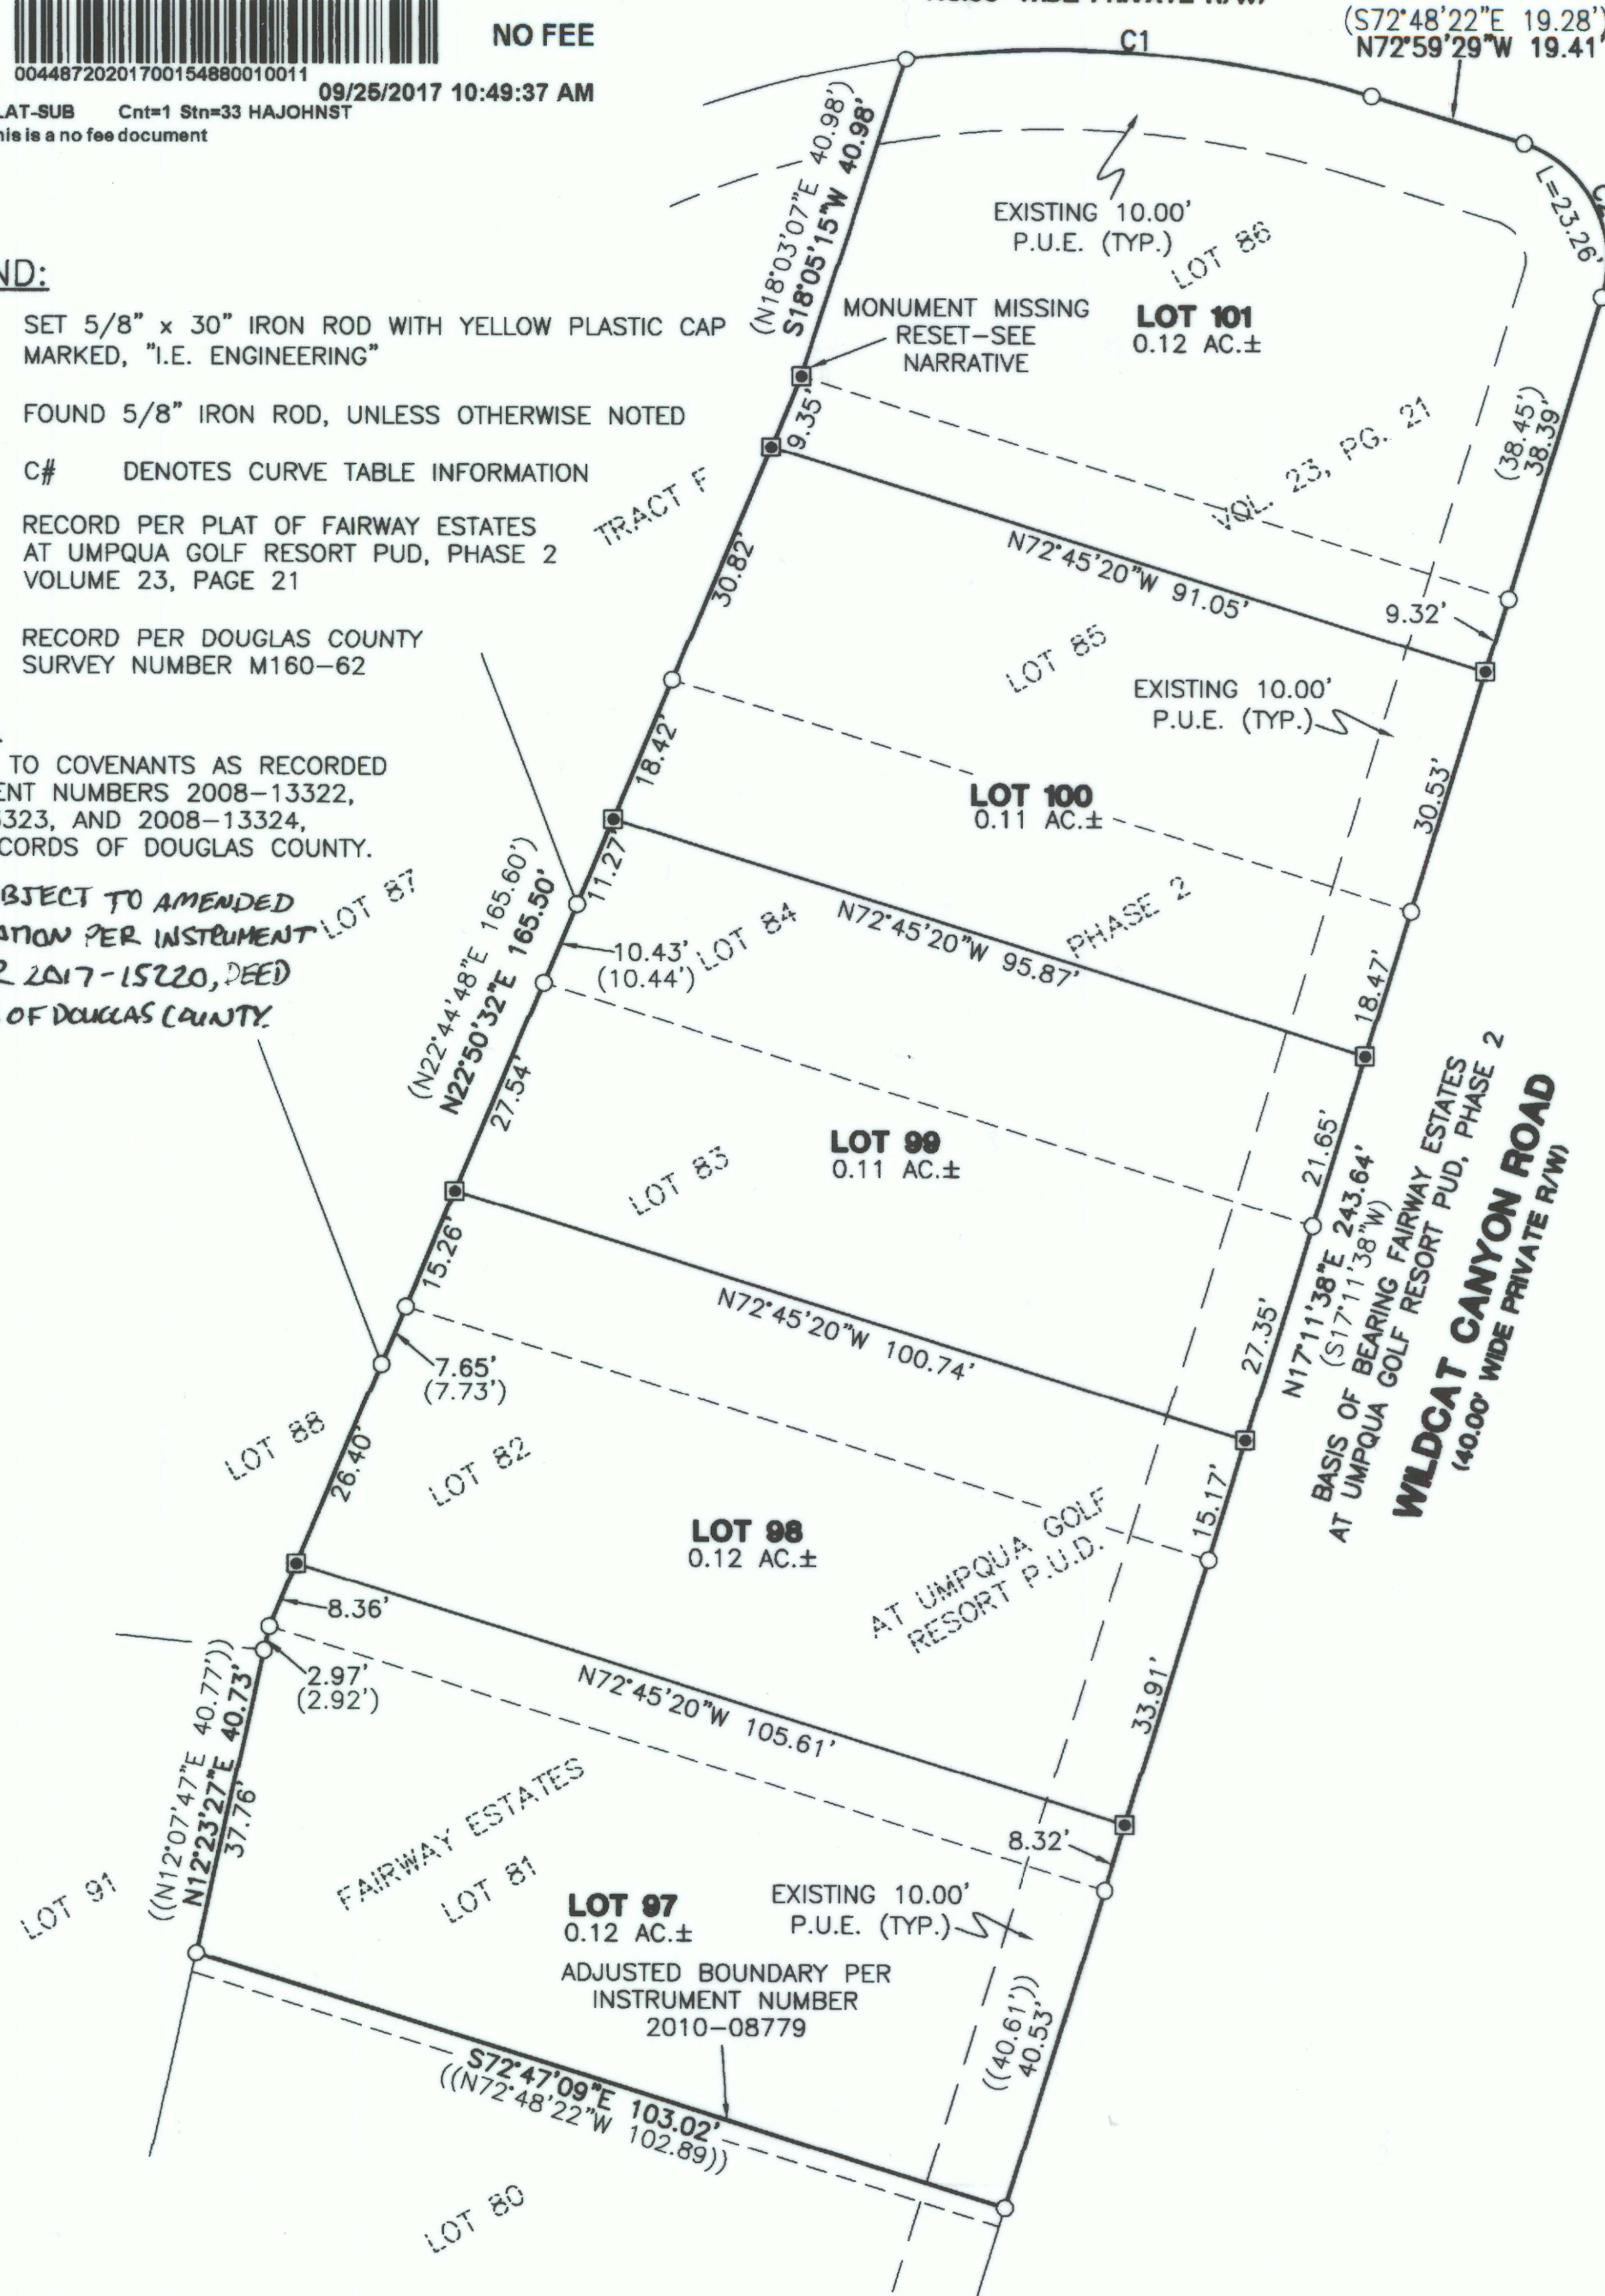 NO FEE
00448720201700154880010011
09/25/2017 10:49:37 AM
LAT-SUB Cnt=1 Stn=33 HAJOHNST
his is a no fee document
(S72°48'22"E 19.28')
N72°59'29"W 19.41'
C1
L=23.26'
(N18°03'07"E 40.98')
S18°05'15"W 40.98'
EXISTING 10.00'
P.U.E. (TYP.)
LOT 86
ND:
SET 5/8" x 30" IRON ROD WITH YELLOW PLASTIC CAP
MARKED, "I.E. ENGINEERING"
FOUND 5/8" IRON ROD, UNLESS OTHERWISE NOTED
C# DENOTES CURVE TABLE INFORMATION
RECORD PER PLAT OF FAIRWAY ESTATES
AT UMPQUA GOLF RESORT PUD, PHASE 2
VOLUME 23, PAGE 21
RECORD PER DOUGLAS COUNTY
SURVEY NUMBER M160-62
TO COVENANTS AS RECORDED
ENT NUMBERS 2008-13322,
323, AND 2008-13324,
CORDS OF DOUGLAS COUNTY.
BJECT TO AMENDED
ATION PER INSTRUMENT
R 2017-15220, DEED
OF DOUGLAS COUNTY.
MONUMENT MISSING
RESET-SEE
NARRATIVE
LOT 101
0.12 AC.±
9.35'
(38.45')
38.39'
VOL. 23, PG. 21
TRACT F
N72°45'20"W 91.05'
9.32'
30.82'
LOT 85
EXISTING 10.00'
P.U.E. (TYP.)
18.42'
LOT 100
0.11 AC.±
30.53'
11.27'
(N22°44'48"E 165.60')
N22°50'32"E 165.50'
LOT 87
10.43'
(10.44')
LOT 84
N72°45'20"W 95.87'
PHASE 2
18.47'
27.54'
LOT 99
0.11 AC.±
LOT 83
21.65'
N17°11'38"E 243.64'
(S17°11'38"W)
BASIS OF BEARING FAIRWAY ESTATES
AT UMPQUA GOLF RESORT PUD, PHASE 2
WILDCAT CANYON ROAD
(40.00' WIDE PRIVATE R/W)
15.26'
N72°45'20"W 100.74'
27.35'
7.65'
(7.73')
LOT 88
26.40'
LOT 82
LOT 98
0.12 AC.±
AT UMPQUA GOLF
RESORT P.U.D.
15.17'
8.36'
2.97'
(2.92')
N72°45'20"W 105.61'
33.91'
((N12°07'47"E 40.77'))
N12°23'27"E 40.73'
37.76'
FAIRWAY ESTATES
LOT 81
LOT 91
8.32'
LOT 97
0.12 AC.±
EXISTING 10.00'
P.U.E. (TYP.)
ADJUSTED BOUNDARY PER
INSTRUMENT NUMBER
2010-08779
((40.61'))
40.53'
S72°47'09"E 103.02'
((N72°48'22"W 102.89))
LOT 80